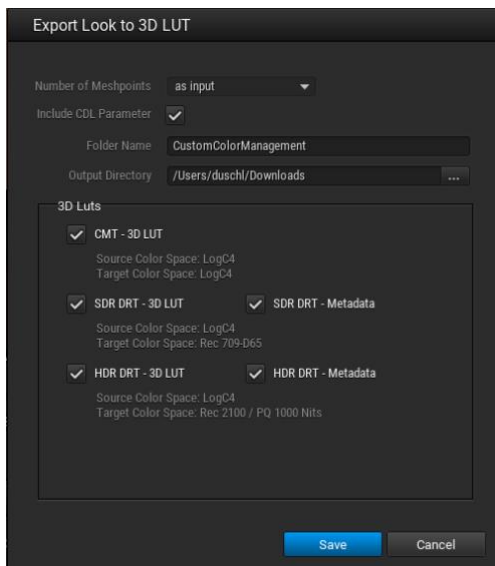 Export Look to 3D LUT
Number of Meshpoints as input
Include CDL Parameter
Folder Name CustomColorManagement
Output Directory /Users/duschl/Downloads ...
3D Luts
CMT - 3D LUT
Source Color Space: LogC4
Target Color Space: LogC4
SDR DRT - 3D LUT SDR DRT - Metadata
Source Color Space: LogC4
Target Color Space: Rec 709-D65
HDR DRT - 3D LUT HDR DRT - Metadata
Source Color Space: LogC4
Target Color Space: Rec 2100 / PQ 1000 Nits
Save Cancel